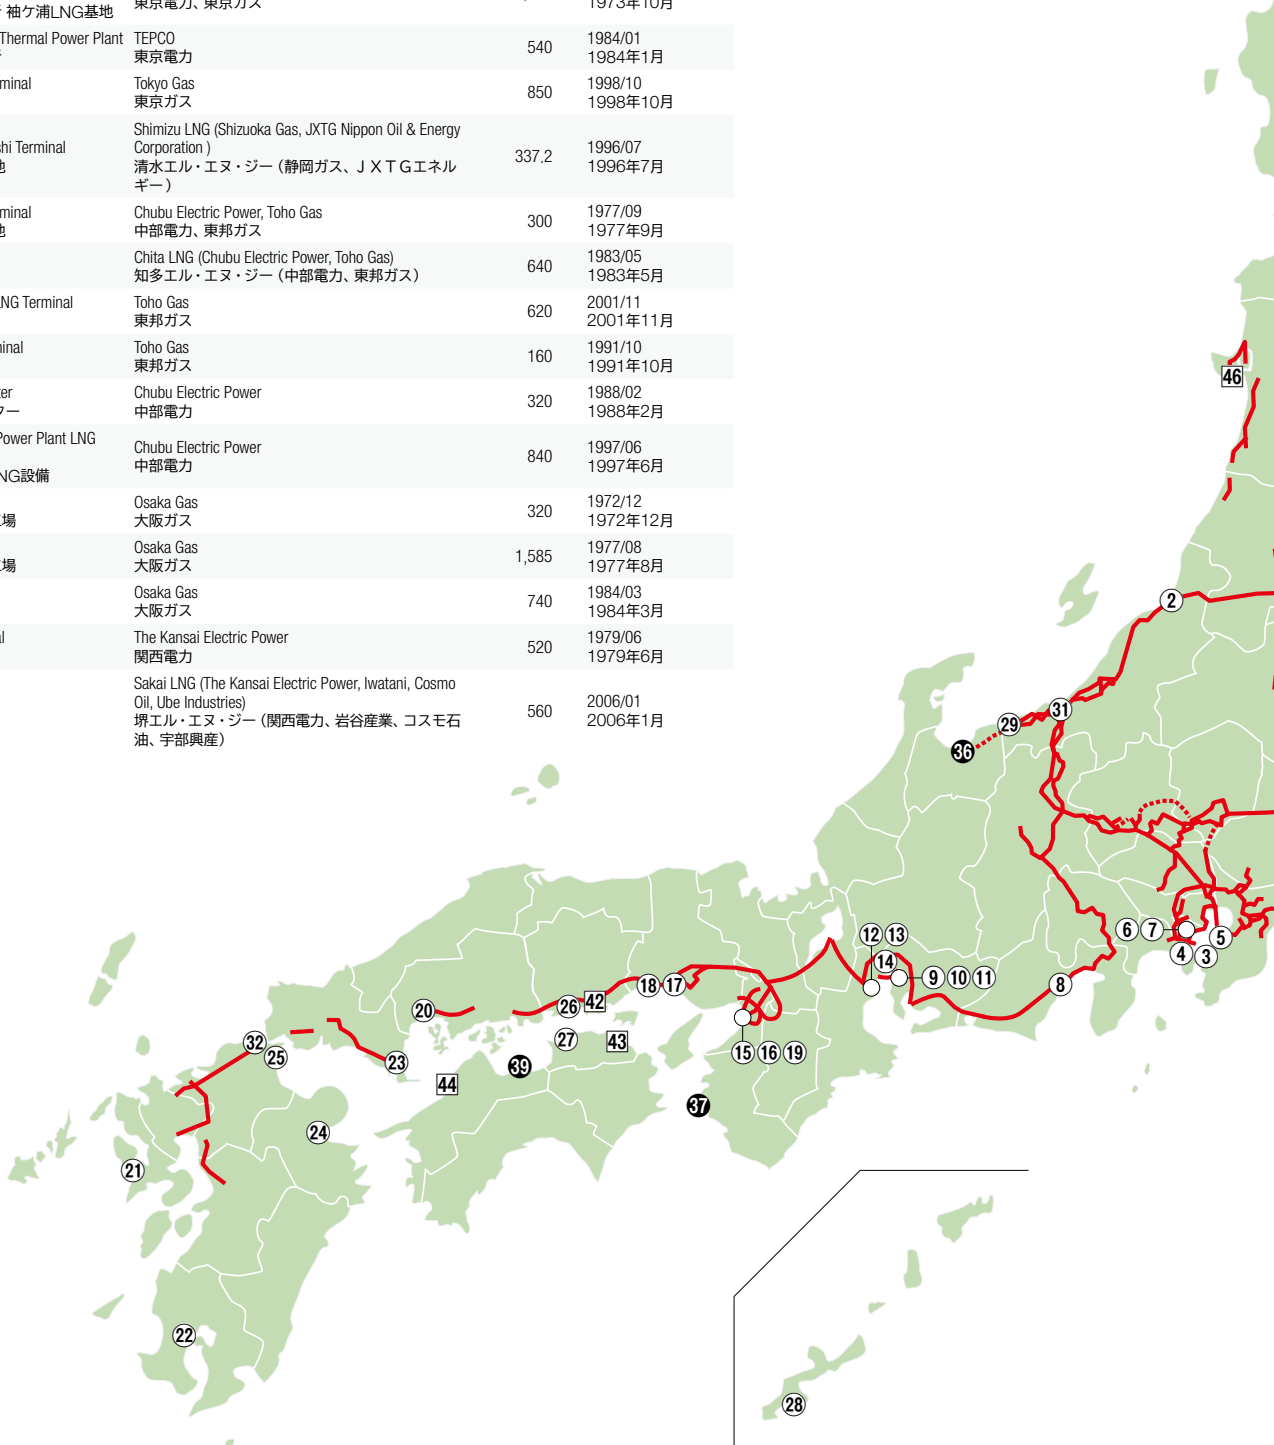 東京電力、東京ガス
1973年10月
袖ケ浦LNG基地
Thermal Power Plant
TEPCO
東京電力
540
1984/01
1984年1月
Tokyo Gas
東京ガス
850
1998/10
1998年10月
Terminal
Shimizu LNG (Shizuoka Gas, JXTG Nippon Oil & Energy
Corporation )
清水エル・エヌ・ジー（静岡ガス、ＪＸＴＧエネル
ギー）
337.2
1996/07
1996年7月
Chubu Electric Power, Toho Gas
中部電力、東邦ガス
300
1977/09
1977年9月
Chita LNG (Chubu Electric Power, Toho Gas)
知多エル・エヌ・ジー（中部電力、東邦ガス）
640
1983/05
1983年5月
LNG Terminal
Toho Gas
東邦ガス
620
2001/11
2001年11月
Toho Gas
東邦ガス
160
1991/10
1991年10月
Chubu Electric Power
中部電力
320
1988/02
1988年2月
Power Plant LNG
NG設備
Chubu Electric Power
中部電力
840
1997/06
1997年6月
Osaka Gas
大阪ガス
320
1972/12
1972年12月
場
Osaka Gas
大阪ガス
1,585
1977/08
1977年8月
場
Osaka Gas
大阪ガス
740
1984/03
1984年3月
The Kansai Electric Power
関西電力
520
1979/06
1979年6月
Sakai LNG (The Kansai Electric Power, Iwatani, Cosmo
Oil, Ube Industries)
堺エル・エヌ・ジー（関西電力、岩谷産業、コスモ石
油、宇部興産）
560
2006/01
2006年1月
46
2
31
29
36
12 13
14
9 10 11
6 7
5
4 3
8
18 17
26 42
20
27 43
15 16 19
32
25
23
39
44
37
24
21
22
28